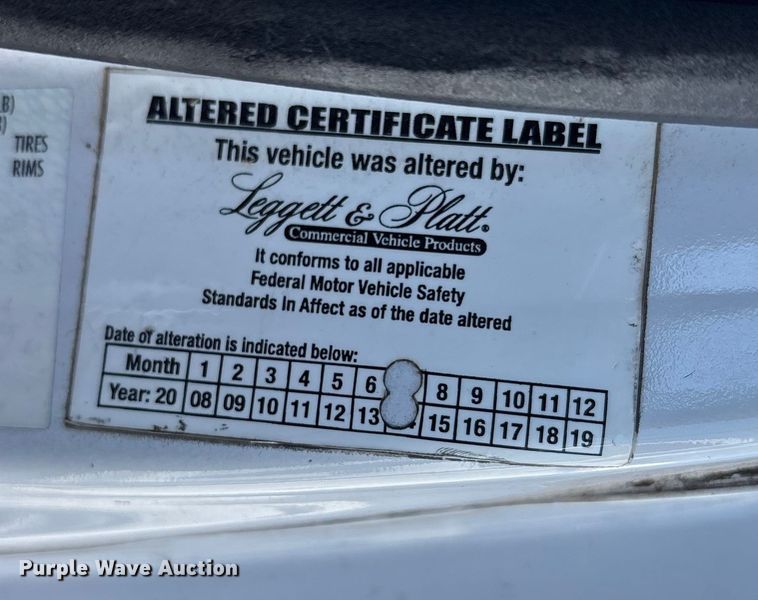 B)
)
TIRES
RIMS
ALTERED CERTIFICATE LABEL
This vehicle was altered by:
Leggett & Platt®
Commercial Vehicle Products
It conforms to all applicable
Federal Motor Vehicle Safety
Standards In Affect as of the date altered
Date of alteration is indicated below:
Month 1 2 3 4 5 6 8 9 10 11 12
Year: 20 08 09 10 11 12 13 15 16 17 18 19
Purple Wave Auction